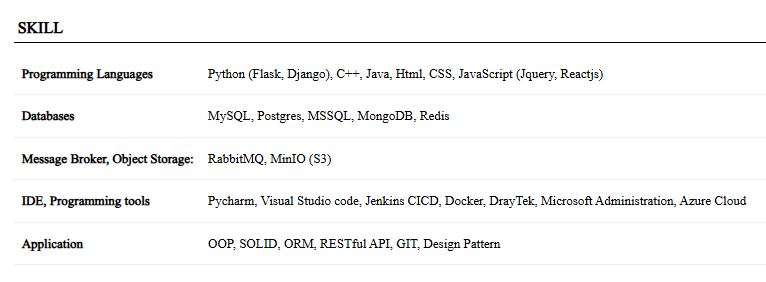 SKILL
Programming Languages Python (Flask, Django), C++, Java, Html, CSS, JavaScript (Jquery, Reactjs)
Databases MySQL, Postgres, MSSQL, MongoDB, Redis
Message Broker, Object Storage: RabbitMQ, MinIO (S3)
IDE, Programming tools Pycharm, Visual Studio code, Jenkins CICD, Docker, DrayTek, Microsoft Administration, Azure Cloud
Application OOP, SOLID, ORM, RESTful API, GIT, Design Pattern